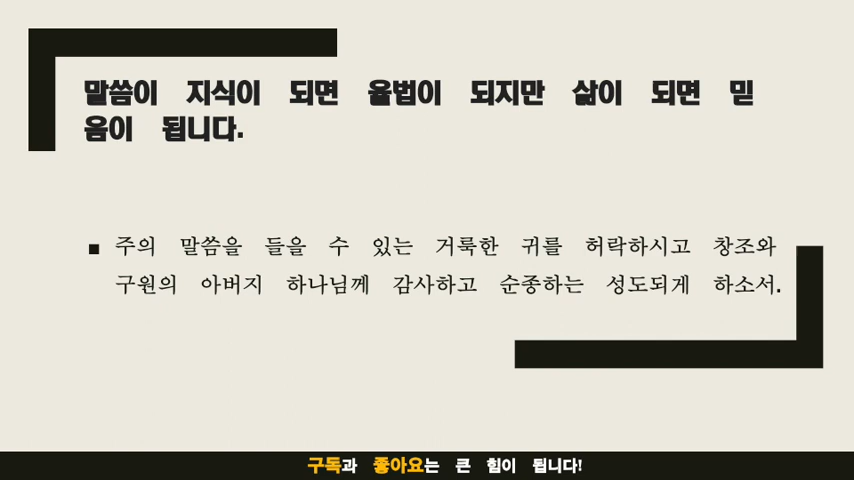 말씀이 지식이 되면 율법이 되지만 삶이 되면 믿
음이 됩니다.
■ 주의 말씀을 들을 수 있는 거룩한 귀를 허락하시고 창조와
구원의 아버지 하나님께 감사하고 순종하는 성도되게 하소서.
구독과 좋아요는 큰 힘이 됩니다!